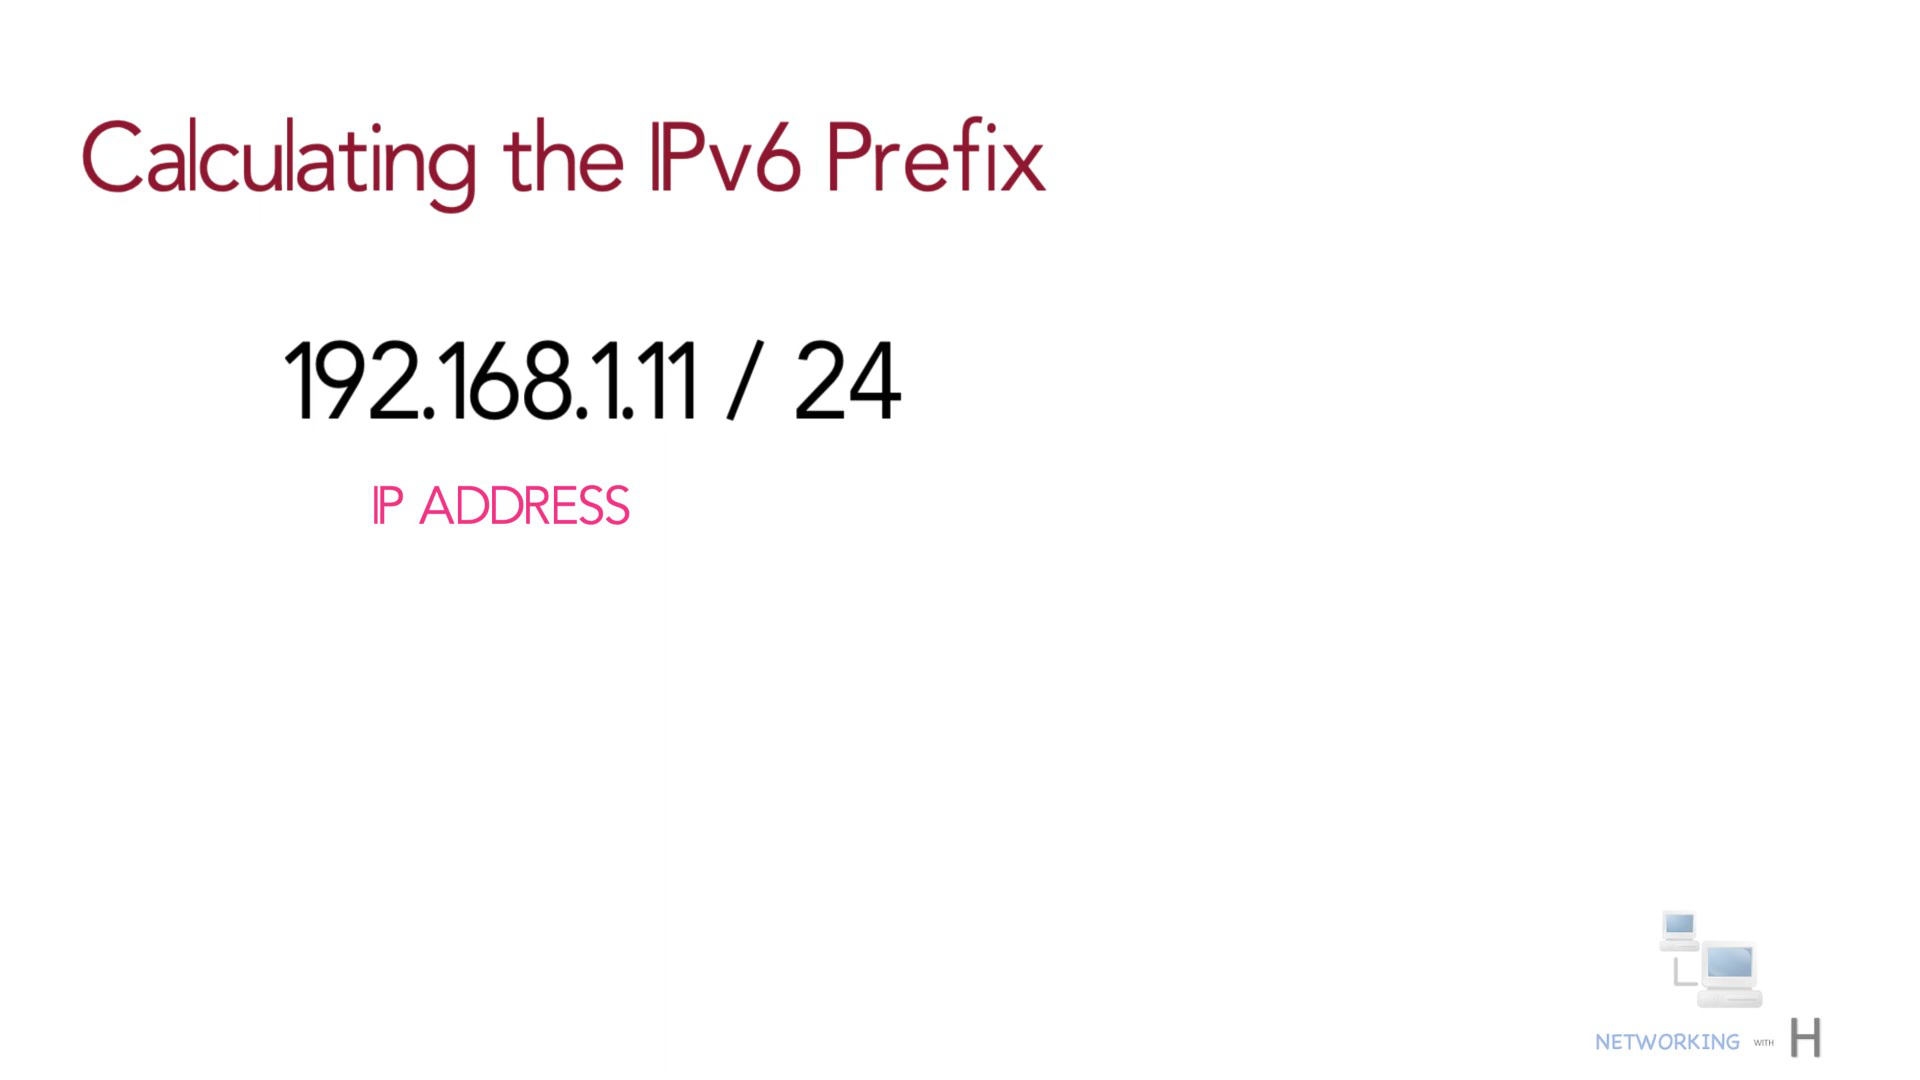 Calculating the IPv6 Prefix
192.168.1.11 / 24
IP ADDRESS
NETWORKING WITH H